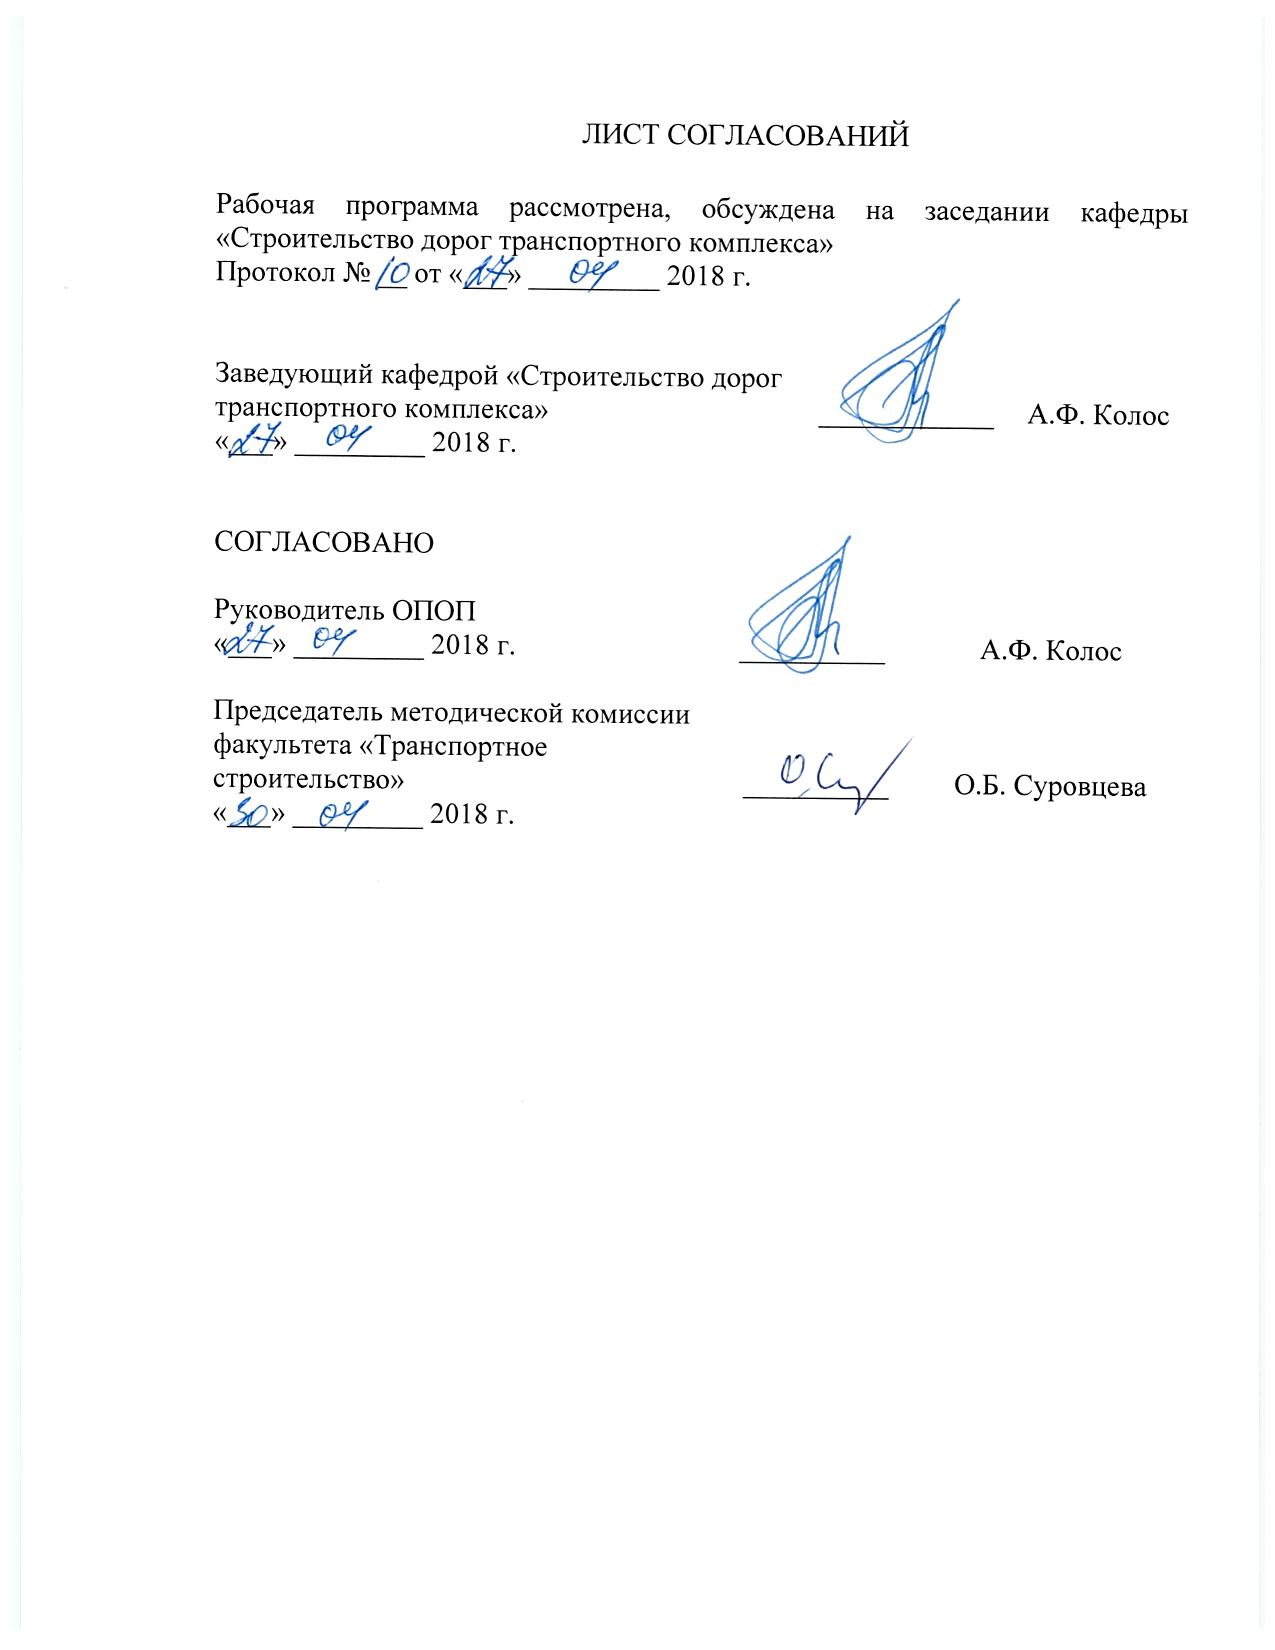 ЛИСТ СОГЛАСОВАНИЙ
Рабочая программа рассмотрена, обсуждена на заседании кафедры
«Строительство дорог транспортного комплекса»
Протокол № 10 от «27» 04 2018 г.
Заведующий кафедрой «Строительство дорог
транспортного комплекса» А.Ф. Колос
«27» 04 2018 г.
СОГЛАСОВАНО
Руководитель ОПОП
«27» 04 2018 г. А.Ф. Колос
Председатель методической комиссии
факультета «Транспортное
строительство» О.Б. Суровцева
«30» 04 2018 г.